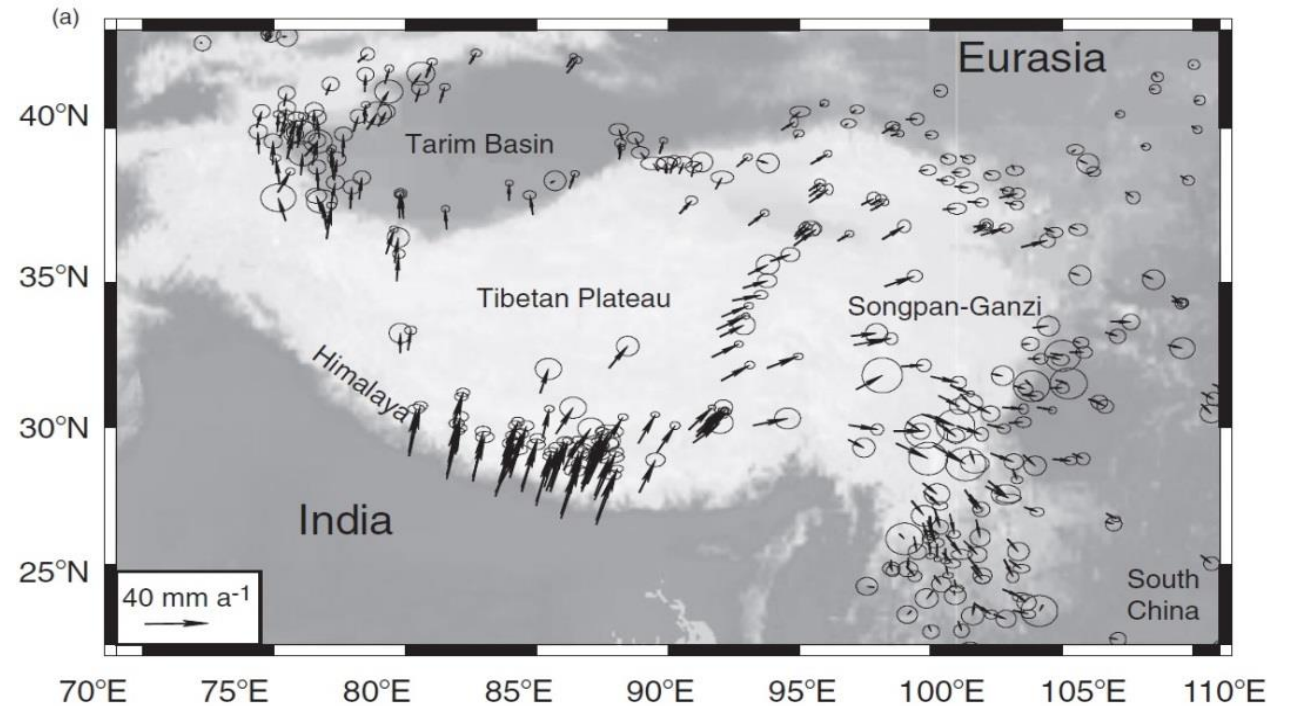 (a)
Eurasia
40°N
Tarim Basin
35°N
Tibetan Plateau
Songpan-Ganzi
Himalaya
30°N
India
25°N
40 mm a-1
South
China
70°E 75°E 80°E 85°E 90°E 95°E 100°E 105°E 110°E